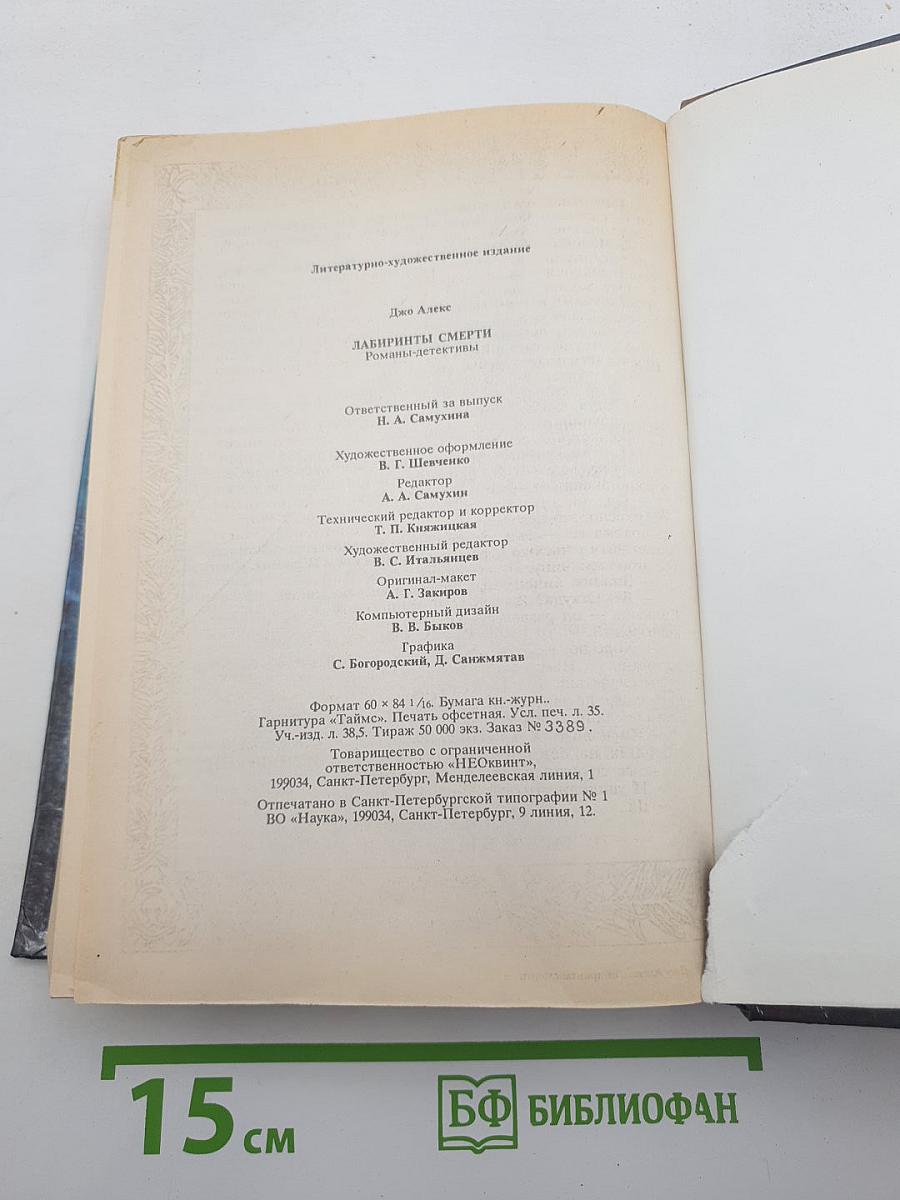 Литературно-художественное издание
Джо Алекс
ЛАБИРИНТЫ СМЕРТИ
Романы-детективы
Ответственный за выпуск
Н. А. Самухина
Художественное оформление
В. Г. Шевченко
Редактор
А. А. Самухин
Технический редактор и корректор
Т. П. Княжицкая
Художественный редактор
В. С. Итальянцев
Оригинал-макет
А. Г. Закиров
Компьютерный дизайн
В. В. Быков
Графика
С. Богородский, Д. Санжмятав
Формат 60 × 84 1/16. Бумага кн.-журн..
Гарнитура «Таймс». Печать офсетная. Усл. печ. л. 35.
Уч.-изд. л. 38,5. Тираж 50 000 экз. Заказ № 3389.
Товарищество с ограниченной
ответственностью «НЕОквинт»,
199034, Санкт-Петербург, Менделеевская линия, 1
Отпечатано в Санкт-Петербургской типографии № 1
ВО «Наука», 199034, Санкт-Петербург, 9 линия, 12.
15 см
БФ БИБЛИОФАН